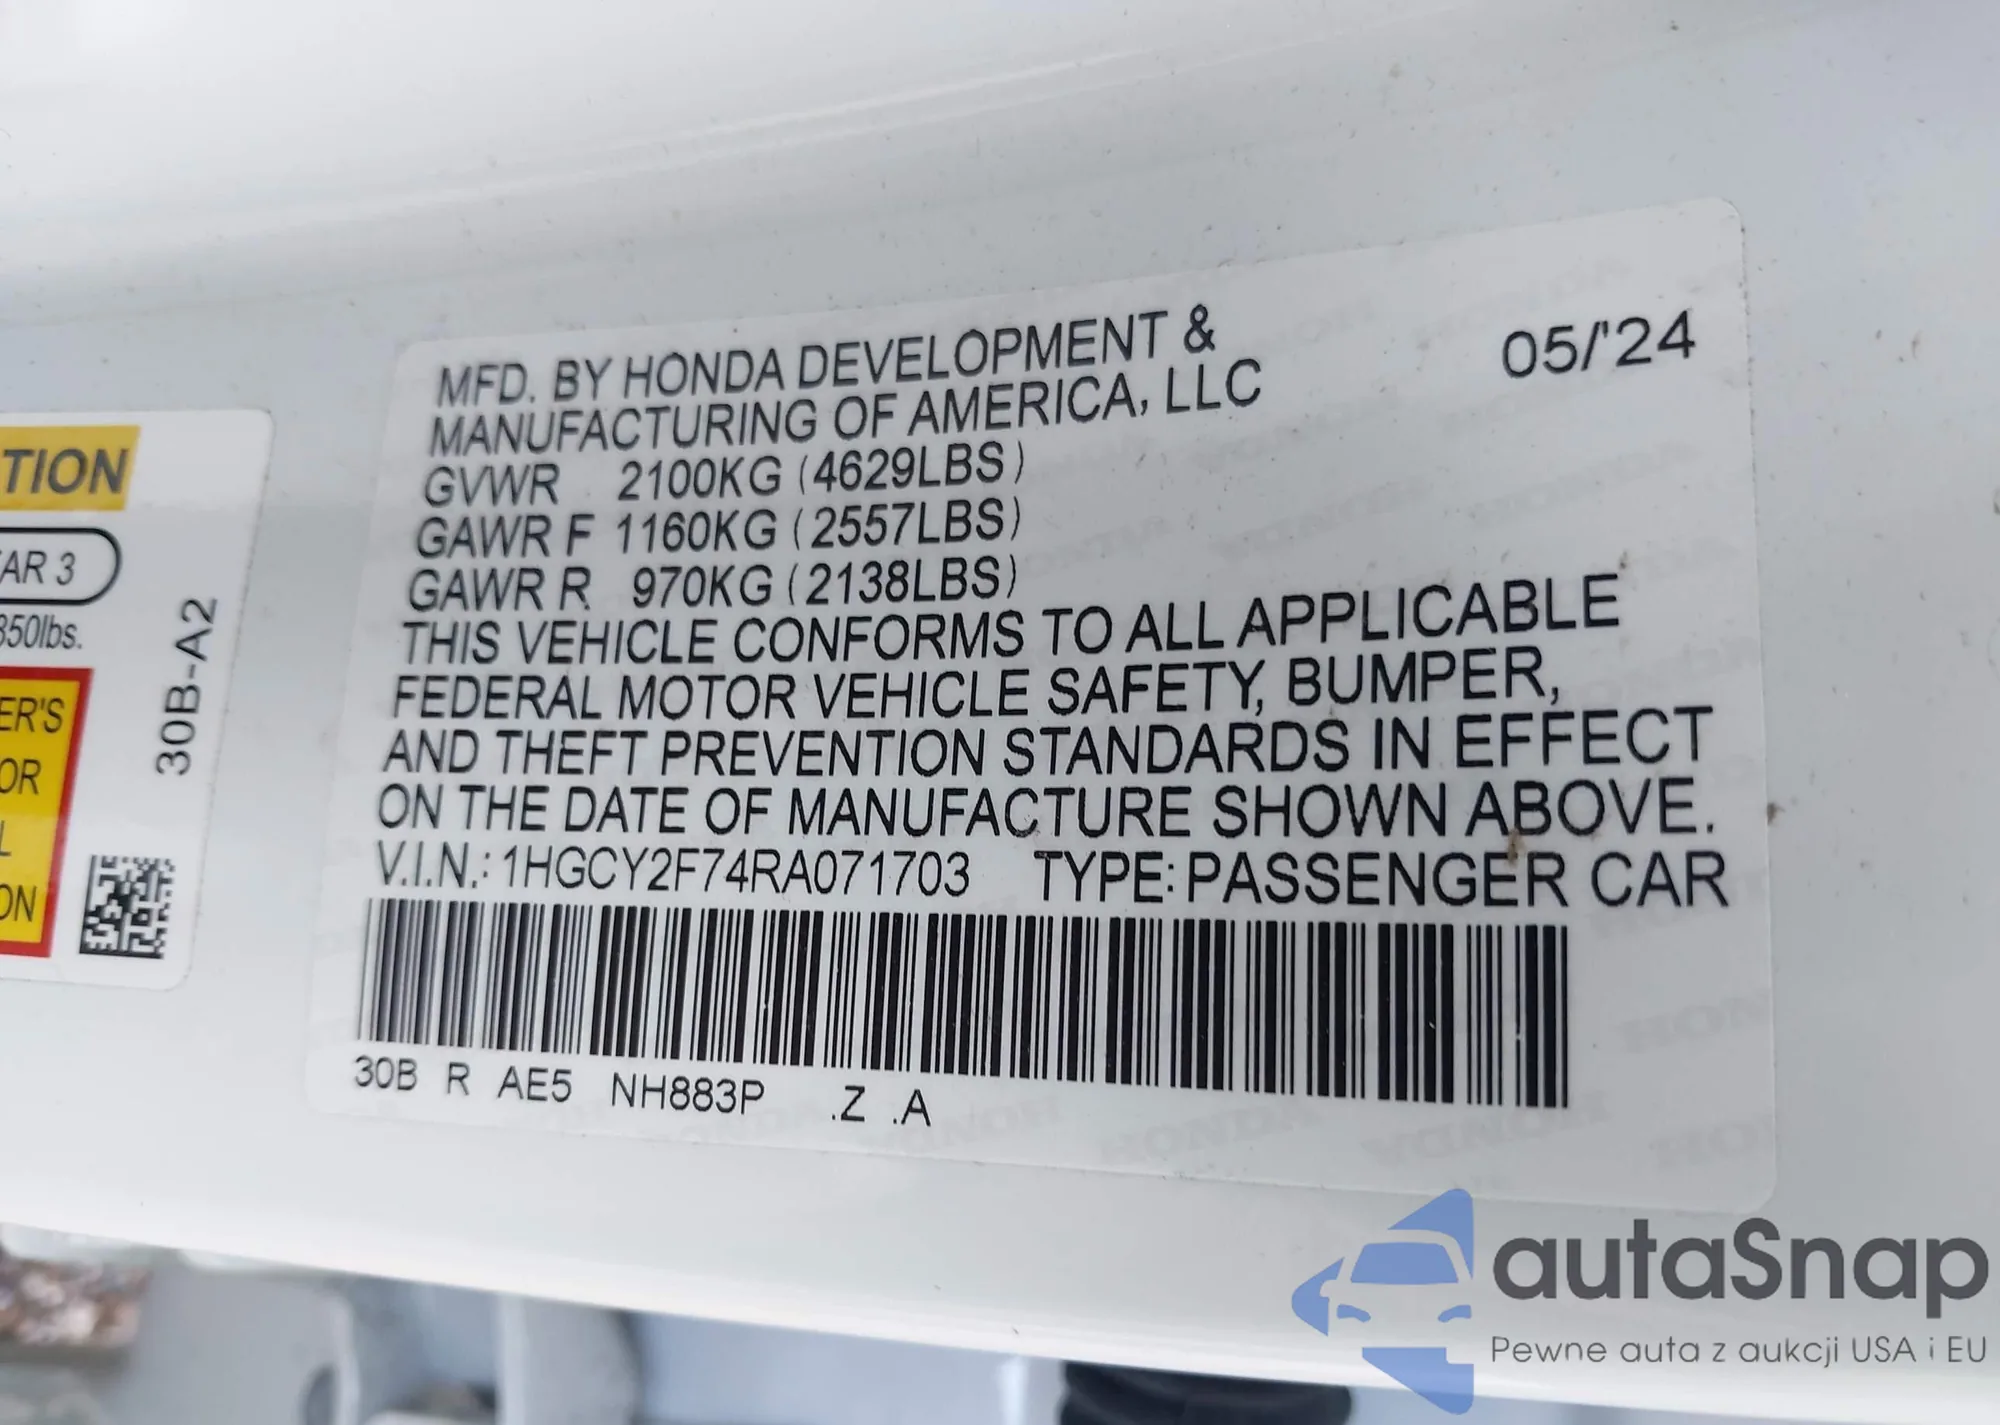 MFD. BY HONDA DEVELOPMENT &
MANUFACTURING OF AMERICA, LLC
05/'24
GVWR 2100KG (4629LBS)
GAWR F 1160KG (2557LBS)
GAWR R 970KG (2138LBS)
THIS VEHICLE CONFORMS TO ALL APPLICABLE
FEDERAL MOTOR VEHICLE SAFETY, BUMPER,
AND THEFT PREVENTION STANDARDS IN EFFECT
ON THE DATE OF MANUFACTURE SHOWN ABOVE.
V.I.N.: 1HGCY2F74RA071703 TYPE: PASSENGER CAR
30B R AE5 NH883P .Z .A
TION
AR 3
350lbs.
ER'S
OR
L
ON
30B-A2
autaSnap
Pewne auta z aukcji USA i EU